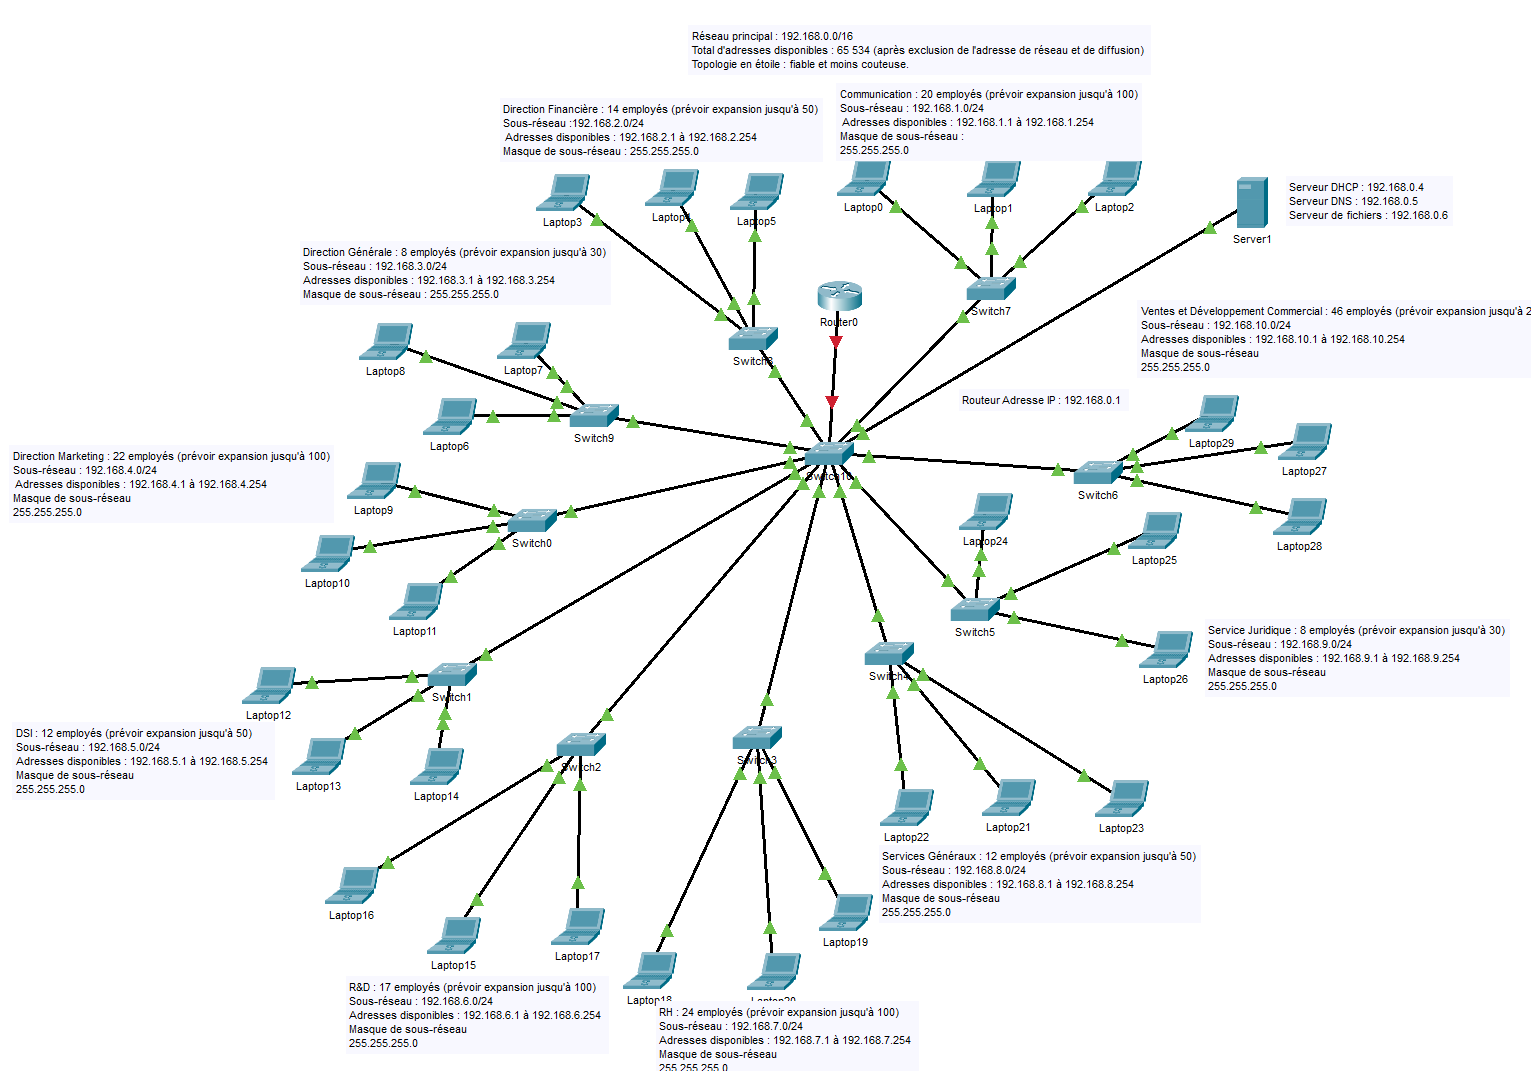 Réseau principal : 192.168.0.0/16
Total d'adresses disponibles : 65 534 (après exclusion de l'adresse de réseau et de diffusion)
Topologie en étoile : fiable et moins couteuse.
Direction Financière : 14 employés (prévoir expansion jusqu'à 50)
Sous-réseau :192.168.2.0/24
Adresses disponibles : 192.168.2.1 à 192.168.2.254
Masque de sous-réseau : 255.255.255.0
Communication : 20 employés (prévoir expansion jusqu'à 100)
Sous-réseau : 192.168.1.0/24
Adresses disponibles : 192.168.1.1 à 192.168.1.254
Masque de sous-réseau :
255.255.255.0
Laptop3
Laptop4
Laptop5
Laptop0
Laptop1
Laptop2
Server1
Serveur DHCP : 192.168.0.4
Serveur DNS : 192.168.0.5
Serveur de fichiers : 192.168.0.6
Direction Générale : 8 employés (prévoir expansion jusqu'à 30)
Sous-réseau : 192.168.3.0/24
Adresses disponibles : 192.168.3.1 à 192.168.3.254
Masque de sous-réseau : 255.255.255.0
Router0
Switch7
Switch8
Ventes et Développement Commercial : 46 employés (prévoir expansion jusqu'à 2
Sous-réseau : 192.168.10.0/24
Adresses disponibles : 192.168.10.1 à 192.168.10.254
Masque de sous-réseau
255.255.255.0
Laptop8
Laptop7
Laptop6
Switch9
Routeur Adresse IP : 192.168.0.1
Laptop29
Laptop27
Laptop28
Switch6
Switch10
Direction Marketing : 22 employés (prévoir expansion jusqu'à 100)
Sous-réseau : 192.168.4.0/24
Adresses disponibles : 192.168.4.1 à 192.168.4.254
Masque de sous-réseau
255.255.255.0
Laptop9
Switch0
Laptop10
Laptop11
Laptop24
Laptop25
Switch5
Laptop26
Service Juridique : 8 employés (prévoir expansion jusqu'à 30)
Sous-réseau : 192.168.9.0/24
Adresses disponibles : 192.168.9.1 à 192.168.9.254
Masque de sous-réseau
255.255.255.0
Switch1
Laptop12
Laptop13
Laptop14
DSI : 12 employés (prévoir expansion jusqu'à 50)
Sous-réseau : 192.168.5.0/24
Adresses disponibles : 192.168.5.1 à 192.168.5.254
Masque de sous-réseau
255.255.255.0
Switch2
Switch3
Switch4
Laptop22
Laptop21
Laptop23
Services Généraux : 12 employés (prévoir expansion jusqu'à 50)
Sous-réseau : 192.168.8.0/24
Adresses disponibles : 192.168.8.1 à 192.168.8.254
Masque de sous-réseau
255.255.255.0
Laptop16
Laptop15
Laptop17
Laptop19
Laptop18
Laptop20
R&D : 17 employés (prévoir expansion jusqu'à 100)
Sous-réseau : 192.168.6.0/24
Adresses disponibles : 192.168.6.1 à 192.168.6.254
Masque de sous-réseau
255.255.255.0
RH : 24 employés (prévoir expansion jusqu'à 100)
Sous-réseau : 192.168.7.0/24
Adresses disponibles : 192.168.7.1 à 192.168.7.254
Masque de sous-réseau
255.255.255.0